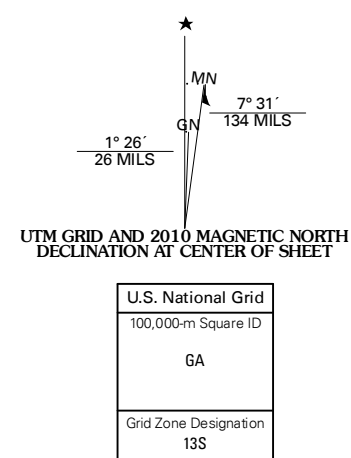 ★
MN
7° 31´
134 MILS
GN
1° 26´
26 MILS
UTM GRID AND 2010 MAGNETIC NORTH
DECLINATION AT CENTER OF SHEET
U.S. National Grid
100,000-m Square ID
GA
Grid Zone Designation
13S